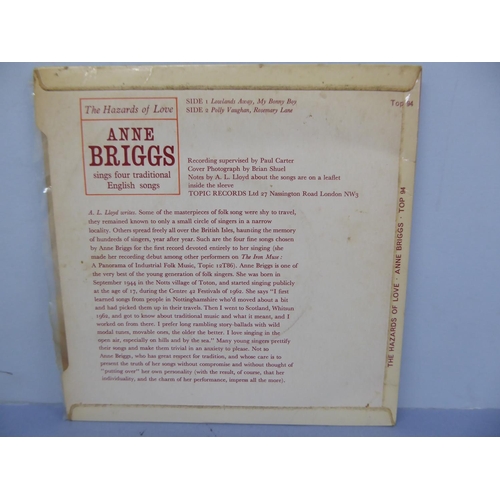 The Hazards of Love
ANNE
BRIGGS
sings four traditional
English songs
SIDE 1 Lowlands Away, My Bonny Boy
SIDE 2 Polly Vaughan, Rosemary Lane
Top 94
Recording supervised by Paul Carter
Cover Photograph by Brian Shuel
Notes by A. L. Lloyd about the songs are on a leaflet
inside the sleeve
TOPIC RECORDS Ltd 27 Nassington Road London NW3
A. L. Lloyd writes. Some of the masterpieces of folk song were shy to travel,
they remained known to only a small circle of singers in a narrow
locality. Others spread freely all over the British Isles, haunting the memory
of hundreds of singers, year after year. Such are the four fine songs chosen
by Anne Briggs for the first record devoted entirely to her singing (she
made her recording debut among other performers on The Iron Muse:
A Panorama of Industrial Folk Music, Topic 12T86). Anne Briggs is one of
the very best of the young generation of folk singers. She was born in
September 1944 in the Notts village of Toton, and started singing publicly
at the age of 17, during the Centre 42 Festivals of 1962. She says "I first
learned songs from people in Nottinghamshire who'd moved about a bit
and had picked them up in their travels. Then I went to Scotland, Whitsun
1960, and got to know about traditional music and what it meant, and I
worked on from there. I prefer long rambling story-ballads with wild
modal tunes, movable ones, the older the better. I love singing in the
open air, especially on hills and by the sea." Many young singers prettify
their songs and make them trivial in an anxiety to please. Not so
Anne Briggs, who has great respect for tradition, and whose care is to
present the truth of her songs without compromise and without thought of
"putting over" her own personality (with the result, of course, that her
individuality, and the charm of her performance, impress all the more).
THE HAZARDS OF LOVE · ANNE BRIGGS · TOP 94